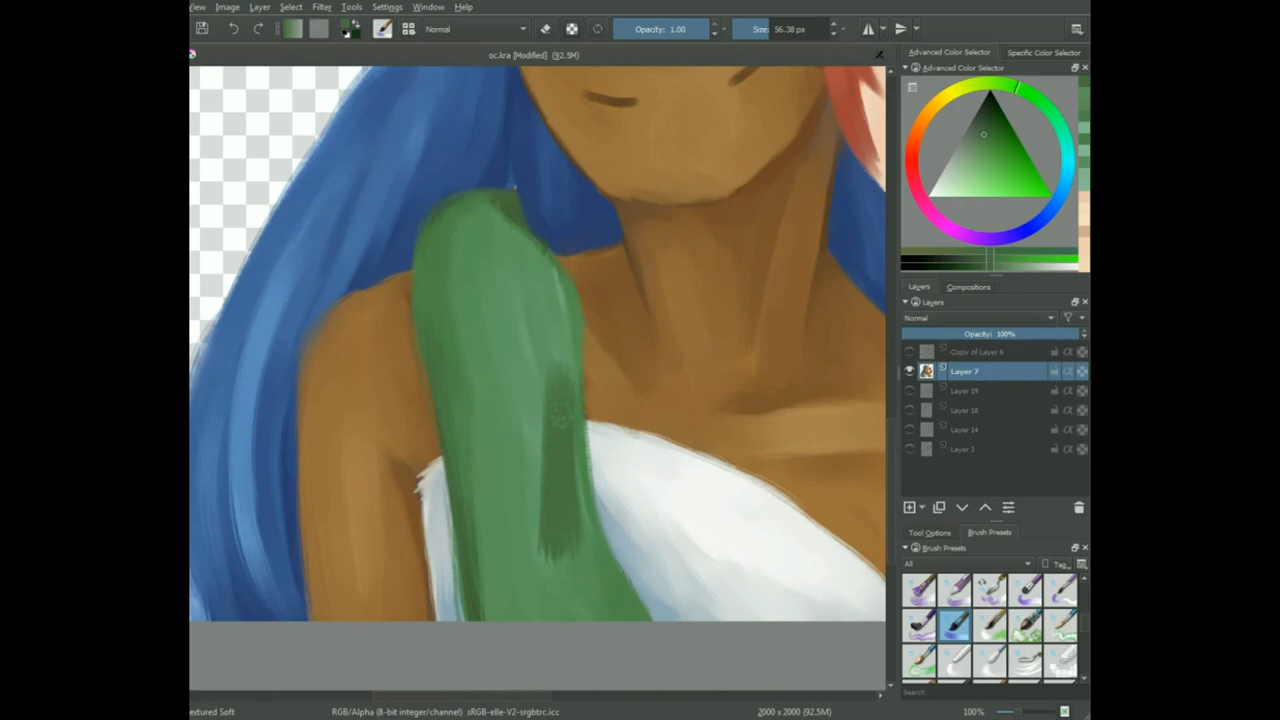 View Image Layer Select Filter Tools Settings Window Help
Normal Opacity: 1.00 Size: 56.38 px
oc.kra [Modified] (92.5M)
Advanced Color Selector Specific Color Selector
Advanced Color Selector
Layers Compositions
Layers
Normal
Opacity: 100%
Copy of Layer 6
Layer 7
Layer 19
Layer 18
Layer 14
Layer 3
Tool Options Brush Presets
Brush Presets
All Tag
Search
extured Soft RGB/Alpha (8-bit integer/channel) sRGB-elle-V2-srgbtrc.icc 2000 x 2000 (92.5M) 100%